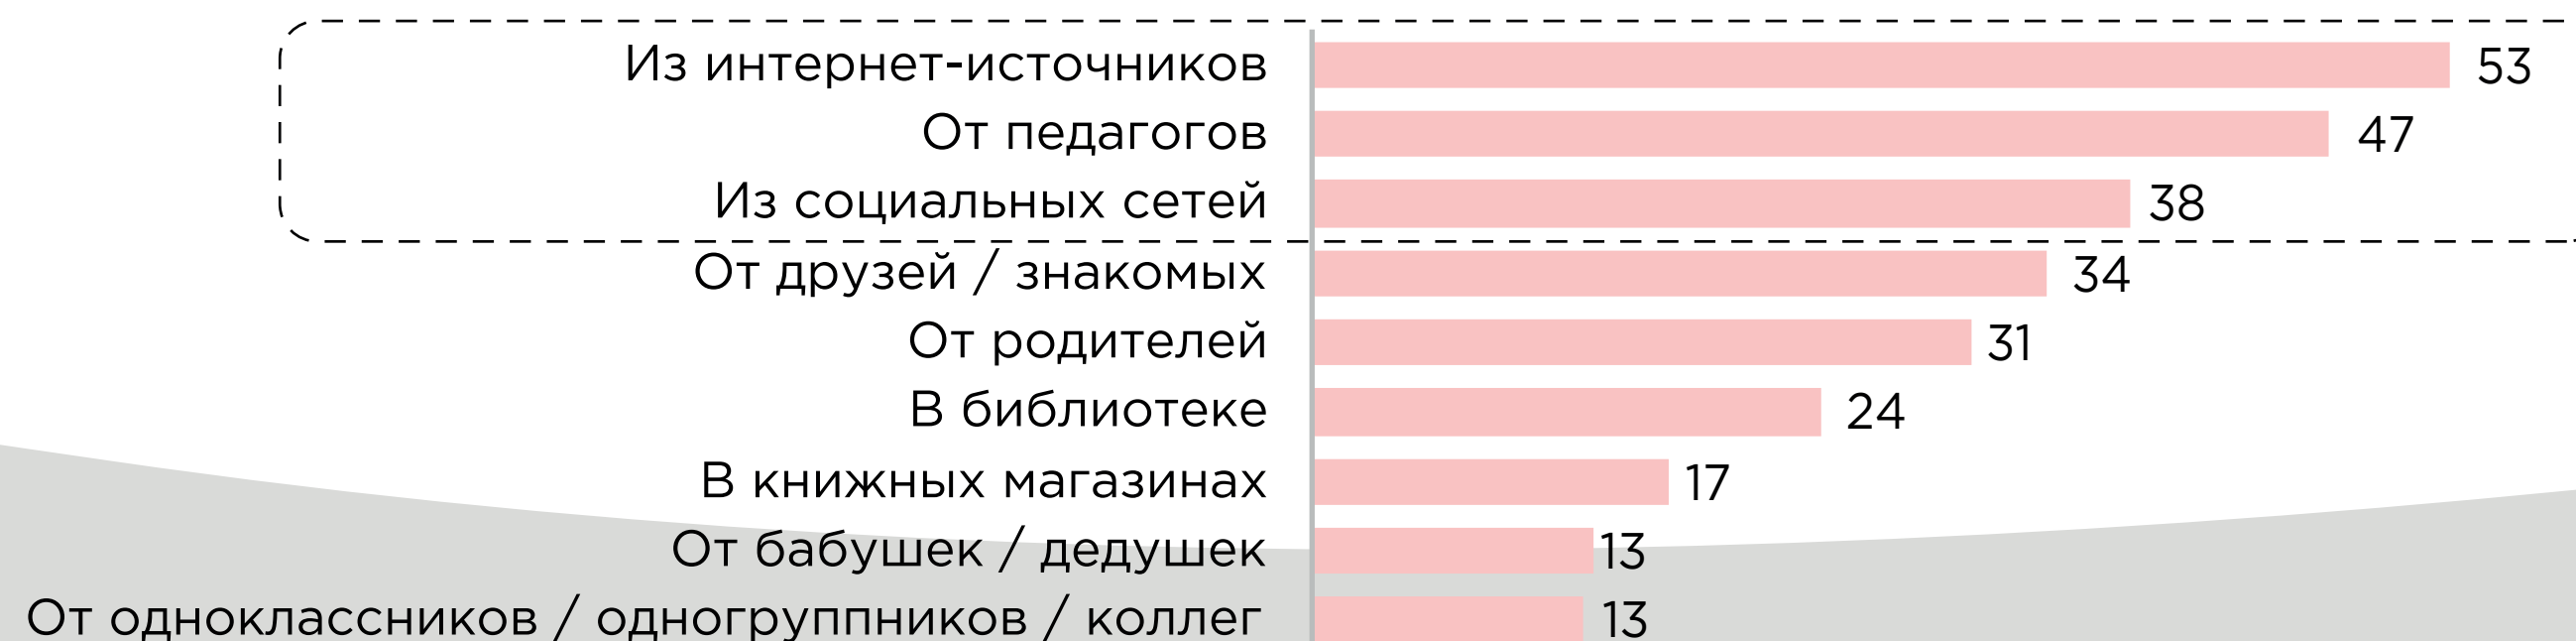 Из интернет-источников 53
От педагогов 47
Из социальных сетей 38
От друзей / знакомых 34
От родителей 31
В библиотеке 24
В книжных магазинах 17
От бабушек / дедушек 13
От одноклассников / одногруппников / коллег 13